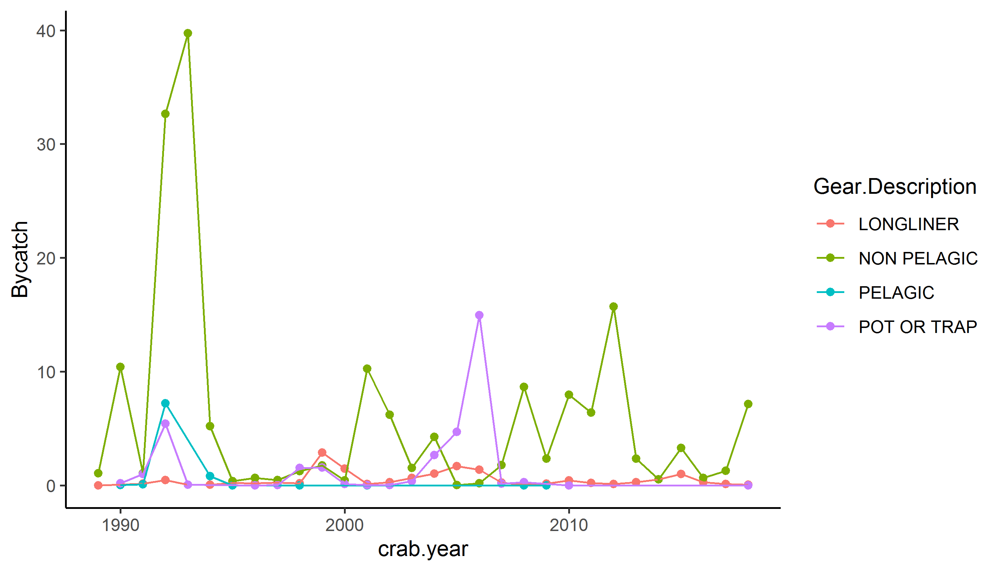 40
30
20
10
0
Bycatch
1990 2000 2010
crab.year
Gear.Description
LONGLINER
NON PELAGIC
PELAGIC
POT OR TRAP